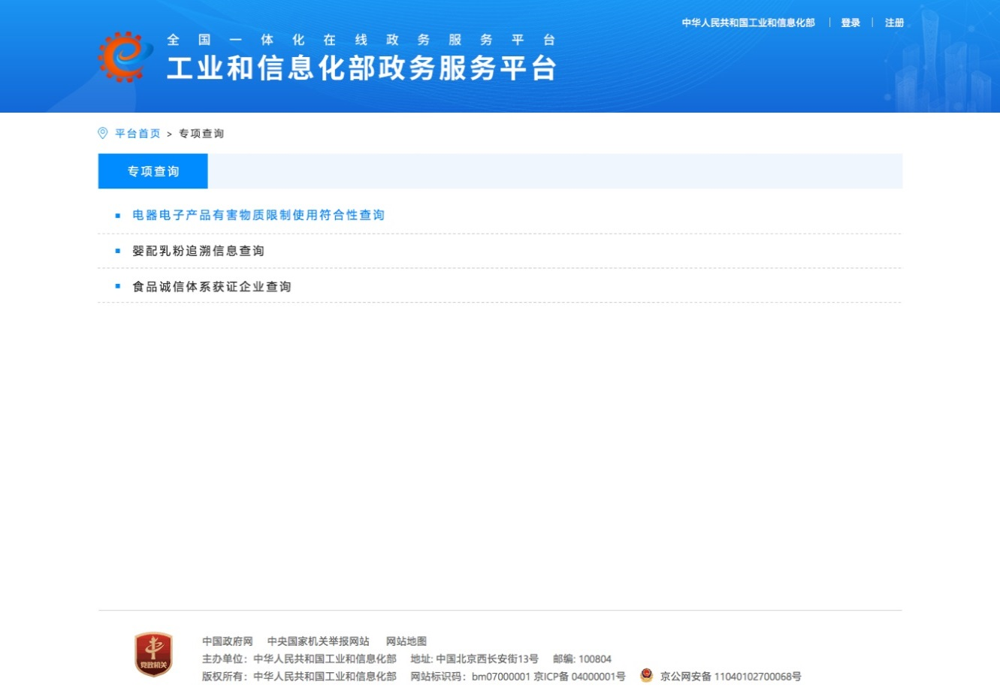 中华人民共和国工业和信息化部 | 登录 | 注册
全国一体化在线政务服务平台
工业和信息化部政务服务平台
平台首页 > 专项查询
专项查询
电器电子产品有害物质限制使用符合性查询
婴配乳粉追溯信息查询
食品诚信体系获证企业查询
党政机关
中国政府网 中央国家机关举报网站 网站地图
主办单位：中华人民共和国工业和信息化部 地址: 中国北京西长安街13号 邮编: 100804
版权所有：中华人民共和国工业和信息化部 网站标识码：bm07000001 京ICP备 04000001号 京公网安备 11040102700068号